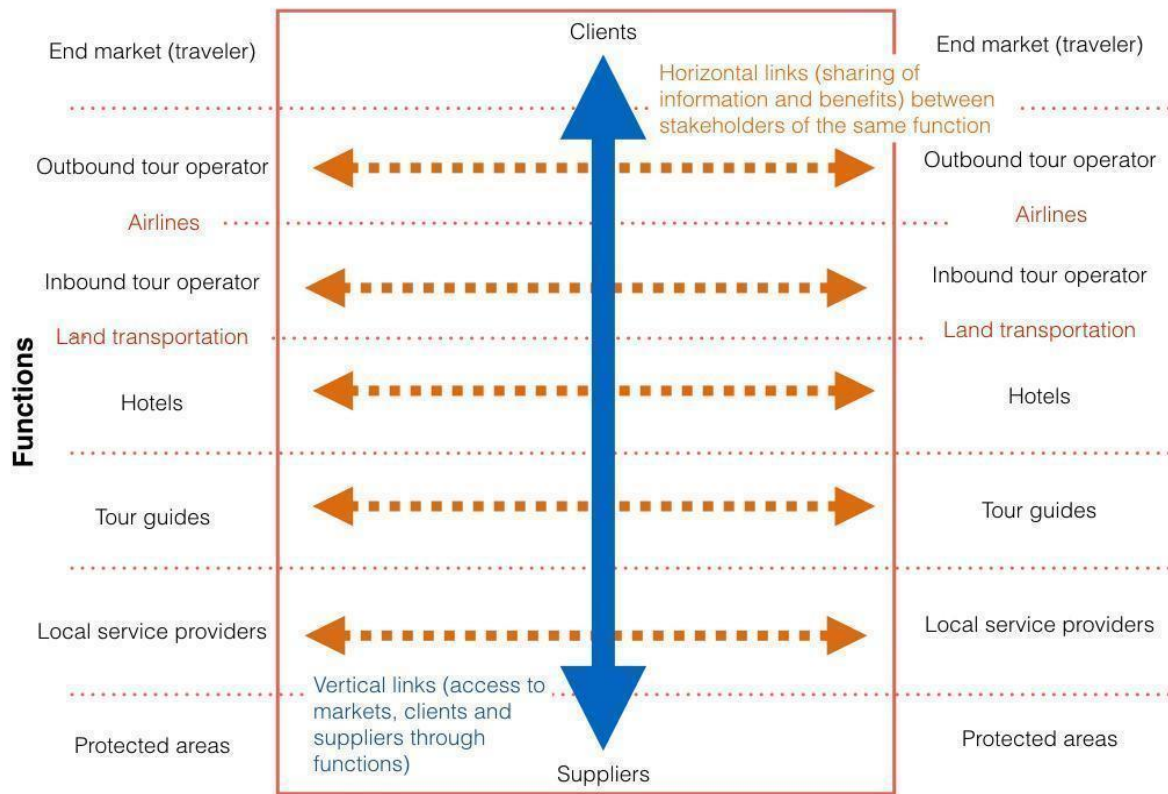 Clients
End market (traveler)
End market (traveler)
Horizontal links (sharing of
information and benefits) between
stakeholders of the same function
Outbound tour operator
Outbound tour operator
Airlines
Airlines
Inbound tour operator
Inbound tour operator
Land transportation
Land transportation
Functions
Hotels
Hotels
Tour guides
Tour guides
Local service providers
Local service providers
Vertical links (access to
markets, clients and
suppliers through
functions)
Protected areas
Protected areas
Suppliers